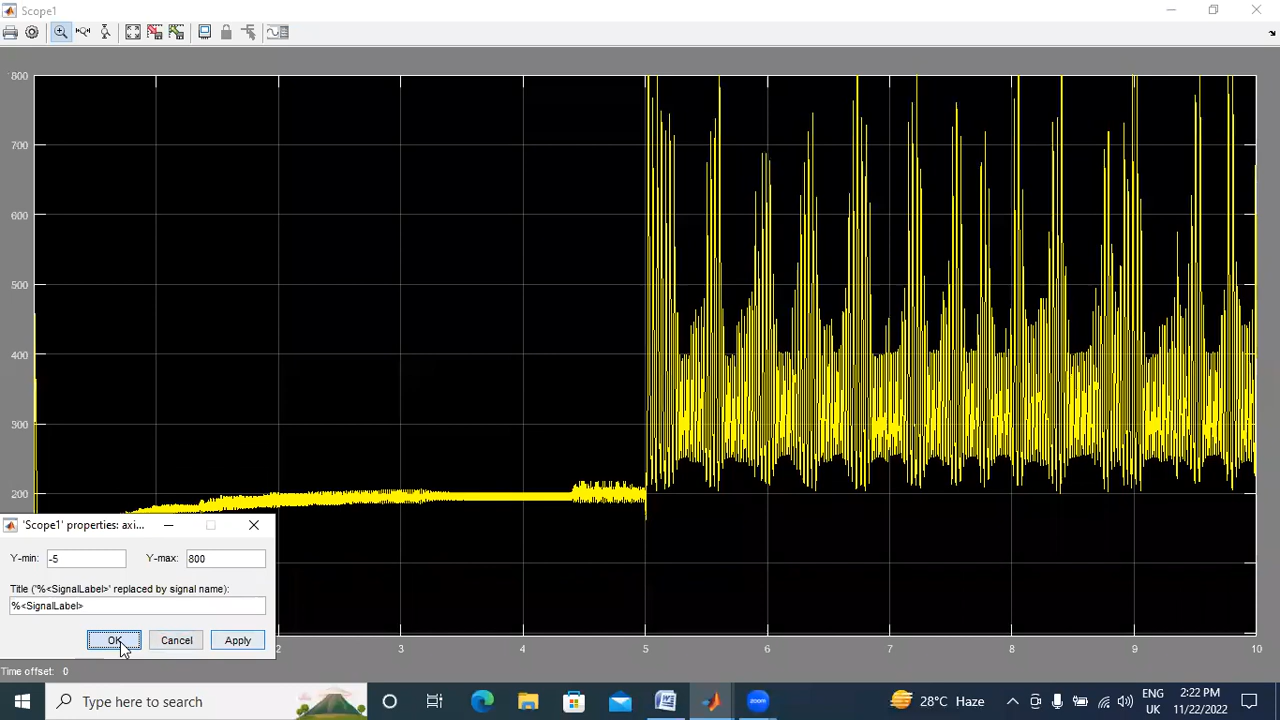 Scope1
800
700
600
500
400
300
200
'Scope1' properties: axi...
Y-min: -5 Y-max: 800
Title ('%<SignalLabel>' replaced by signal name):
%<SignalLabel>
OK Cancel Apply
2 3 4 5 6 7 8 9 10
Time offset: 0
Type here to search
zoom
28°C Haze
ENG
UK
2:22 PM
11/22/2022